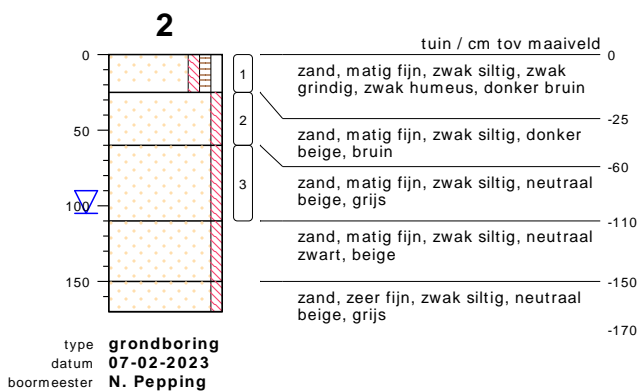 2
tuin / cm tov maaiveld
0
0
1
zand, matig fijn, zwak siltig, zwak
grindig, zwak humeus, donker bruin
-25
2
50
zand, matig fijn, zwak siltig, donker
beige, bruin
-60
3
zand, matig fijn, zwak siltig, neutraal
beige, grijs
100
-110
zand, matig fijn, zwak siltig, neutraal
zwart, beige
150
-150
zand, zeer fijn, zwak siltig, neutraal
beige, grijs
-170
type grondboring
datum 07-02-2023
boormeester N. Pepping